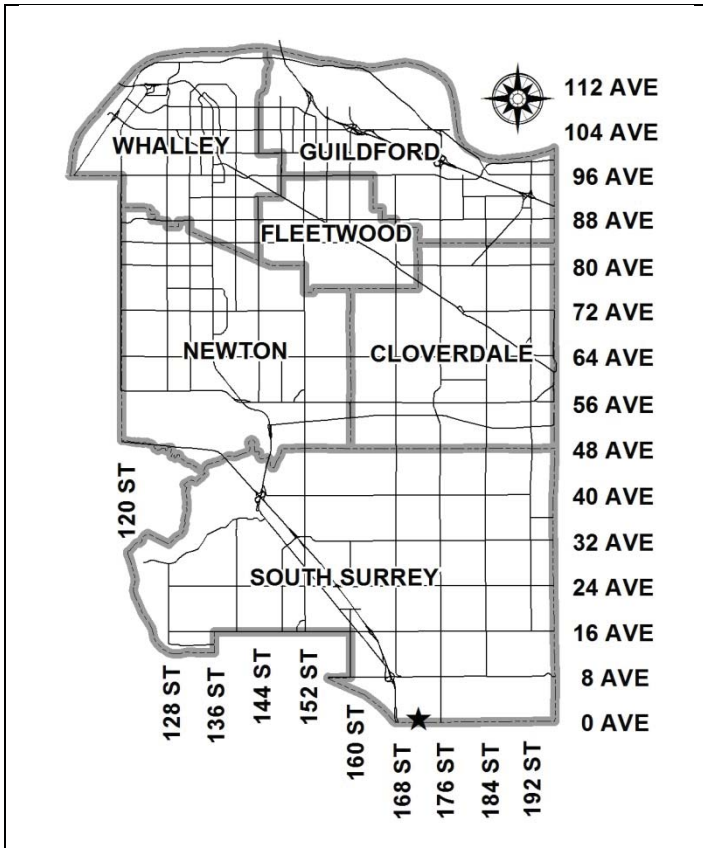 112 AVE
104 AVE
WHALLEY
GUILDFORD
96 AVE
88 AVE
FLEETWOOD
80 AVE
72 AVE
NEWTON
CLOVERDALE
64 AVE
56 AVE
48 AVE
120 ST
40 AVE
32 AVE
SOUTH SURREY
24 AVE
16 AVE
128 ST
136 ST
144 ST
152 ST
8 AVE
160 ST
0 AVE
168 ST
176 ST
184 ST
192 ST